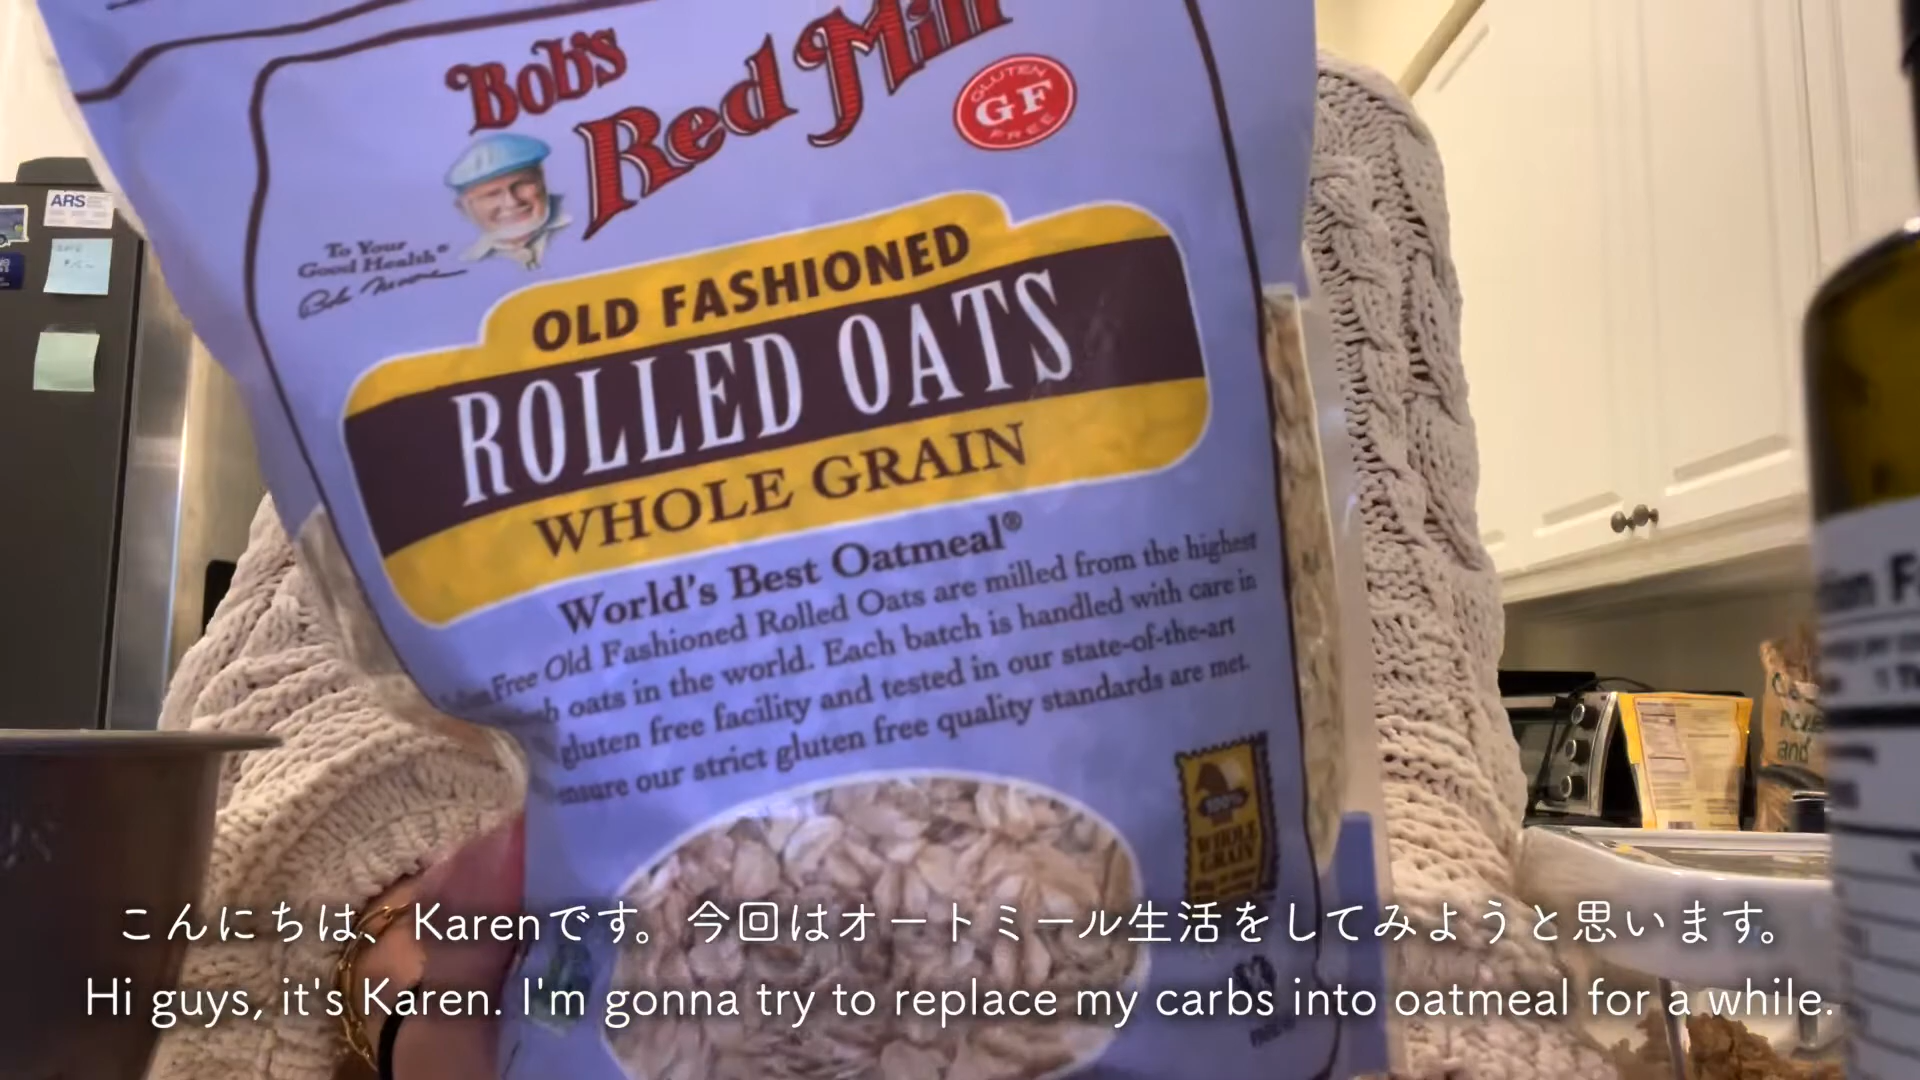 Bob's
Red Mill
GLUTEN
GF
FREE
To Your
Good Health®
Bob Moore
OLD FASHIONED
ROLLED OATS
WHOLE GRAIN
World's Best Oatmeal®
Free Old Fashioned Rolled Oats are milled from the highest
oats in the world. Each batch is handled with care in
gluten free facility and tested in our state-of-the-art
ensure our strict gluten free quality standards are met.
100%
WHOLE
GRAIN
ARS
こんにちは、Karenです。今回はオートミール生活をしてみようと思います。
Hi guys, it's Karen. I'm gonna try to replace my carbs into oatmeal for a while.